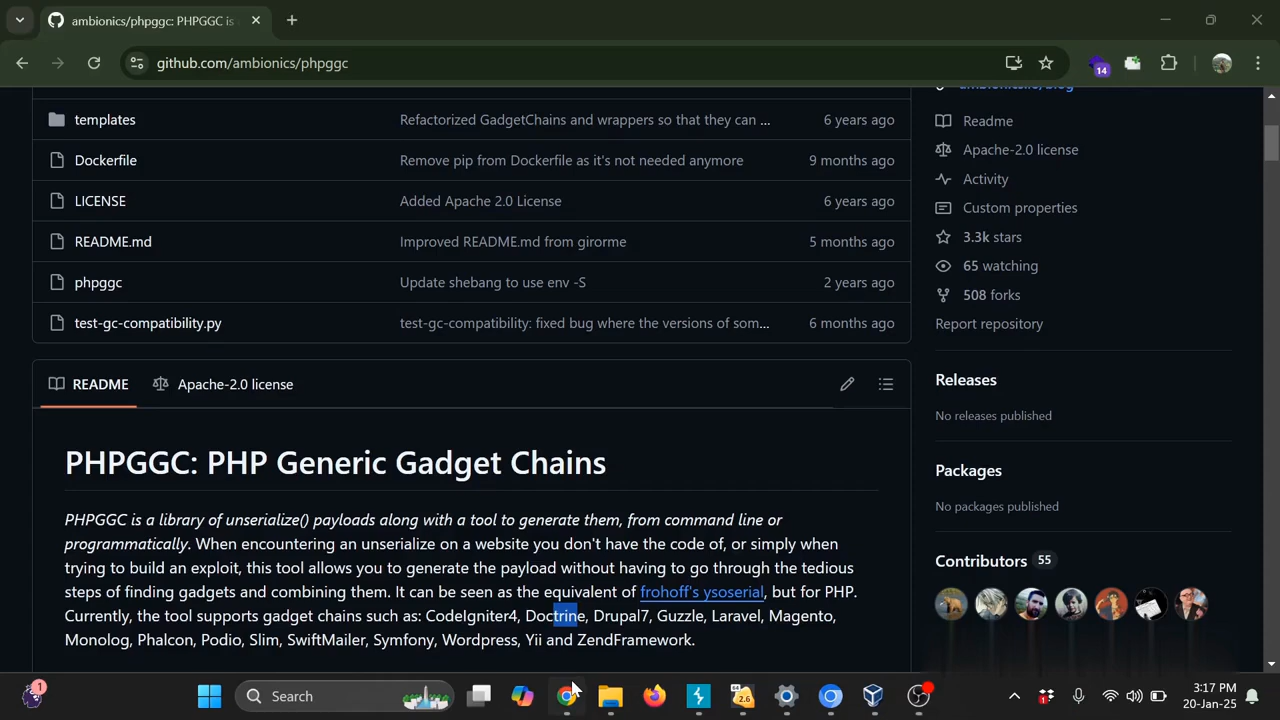 ambionics/phpggc: PHPGGC is
github.com/ambionics/phpggc
14
templates
Refactorized GadgetChains and wrappers so that they can ...
6 years ago
Readme
Dockerfile
Remove pip from Dockerfile as it's not needed anymore
9 months ago
Apache-2.0 license
LICENSE
Added Apache 2.0 License
6 years ago
Activity
Custom properties
README.md
Improved README.md from girorme
5 months ago
3.3k stars
65 watching
phpggc
Update shebang to use env -S
2 years ago
508 forks
test-gc-compatibility.py
test-gc-compatibility: fixed bug where the versions of som...
6 months ago
Report repository
README
Apache-2.0 license
Releases
No releases published
PHPGGC: PHP Generic Gadget Chains
Packages
No packages published
PHPGGC is a library of unserialize() payloads along with a tool to generate them, from command line or
programmatically. When encountering an unserialize on a website you don't have the code of, or simply when
trying to build an exploit, this tool allows you to generate the payload without having to go through the tedious
steps of finding gadgets and combining them. It can be seen as the equivalent of frohoff's ysoserial, but for PHP.
Currently, the tool supports gadget chains such as: CodeIgniter4, Doctrine, Drupal7, Guzzle, Laravel, Magento,
Monolog, Phalcon, Podio, Slim, SwiftMailer, Symfony, Wordpress, Yii and ZendFramework.
Contributors 55
1
Search
2.6
1
3:17 PM
20-Jan-25